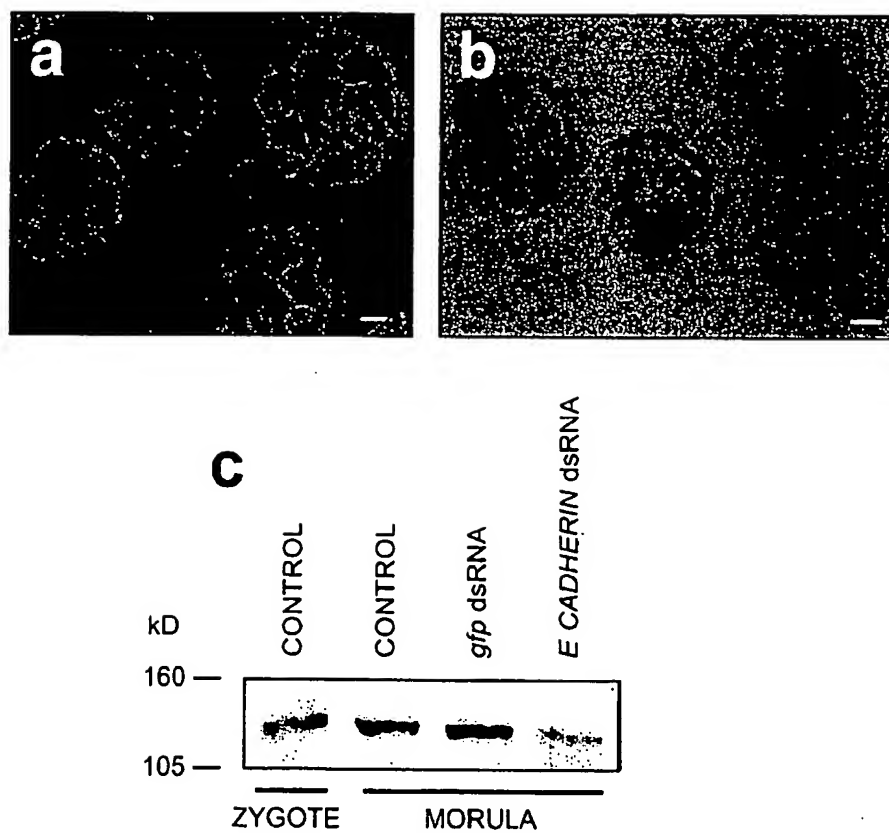 a
b
c
kD
CONTROL
CONTROL
gfp dsRNA
E CADHERIN dsRNA
160
105
ZYGOTE
MORULA